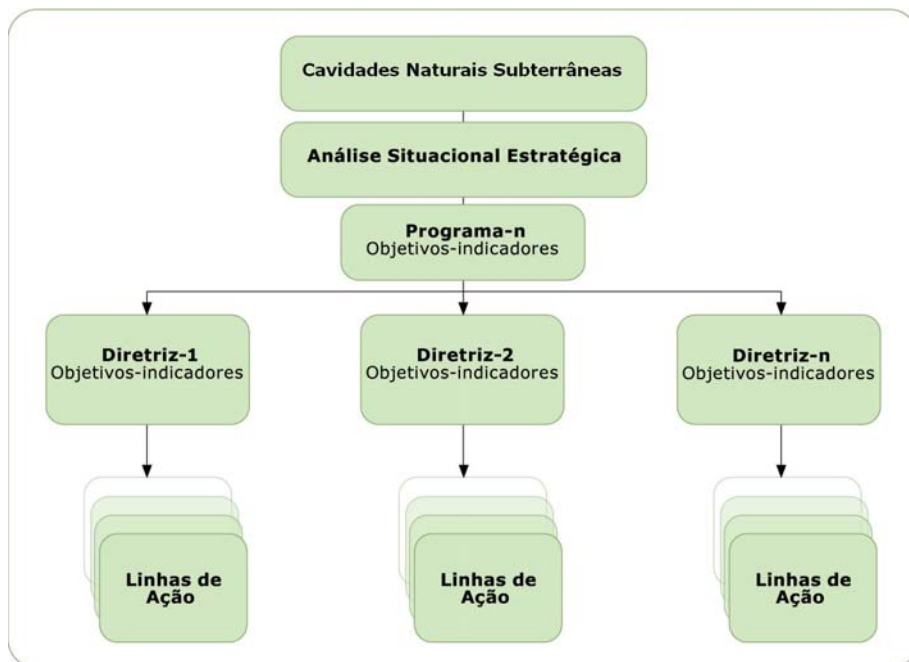 Cavidades Naturais Subterrâneas
Análise Situacional Estratégica
Programa-n
Objetivos-indicadores
Diretriz-1
Objetivos-indicadores
Diretriz-2
Objetivos-indicadores
Diretriz-n
Objetivos-indicadores
Linhas de
Ação
Linhas de
Ação
Linhas de
Ação